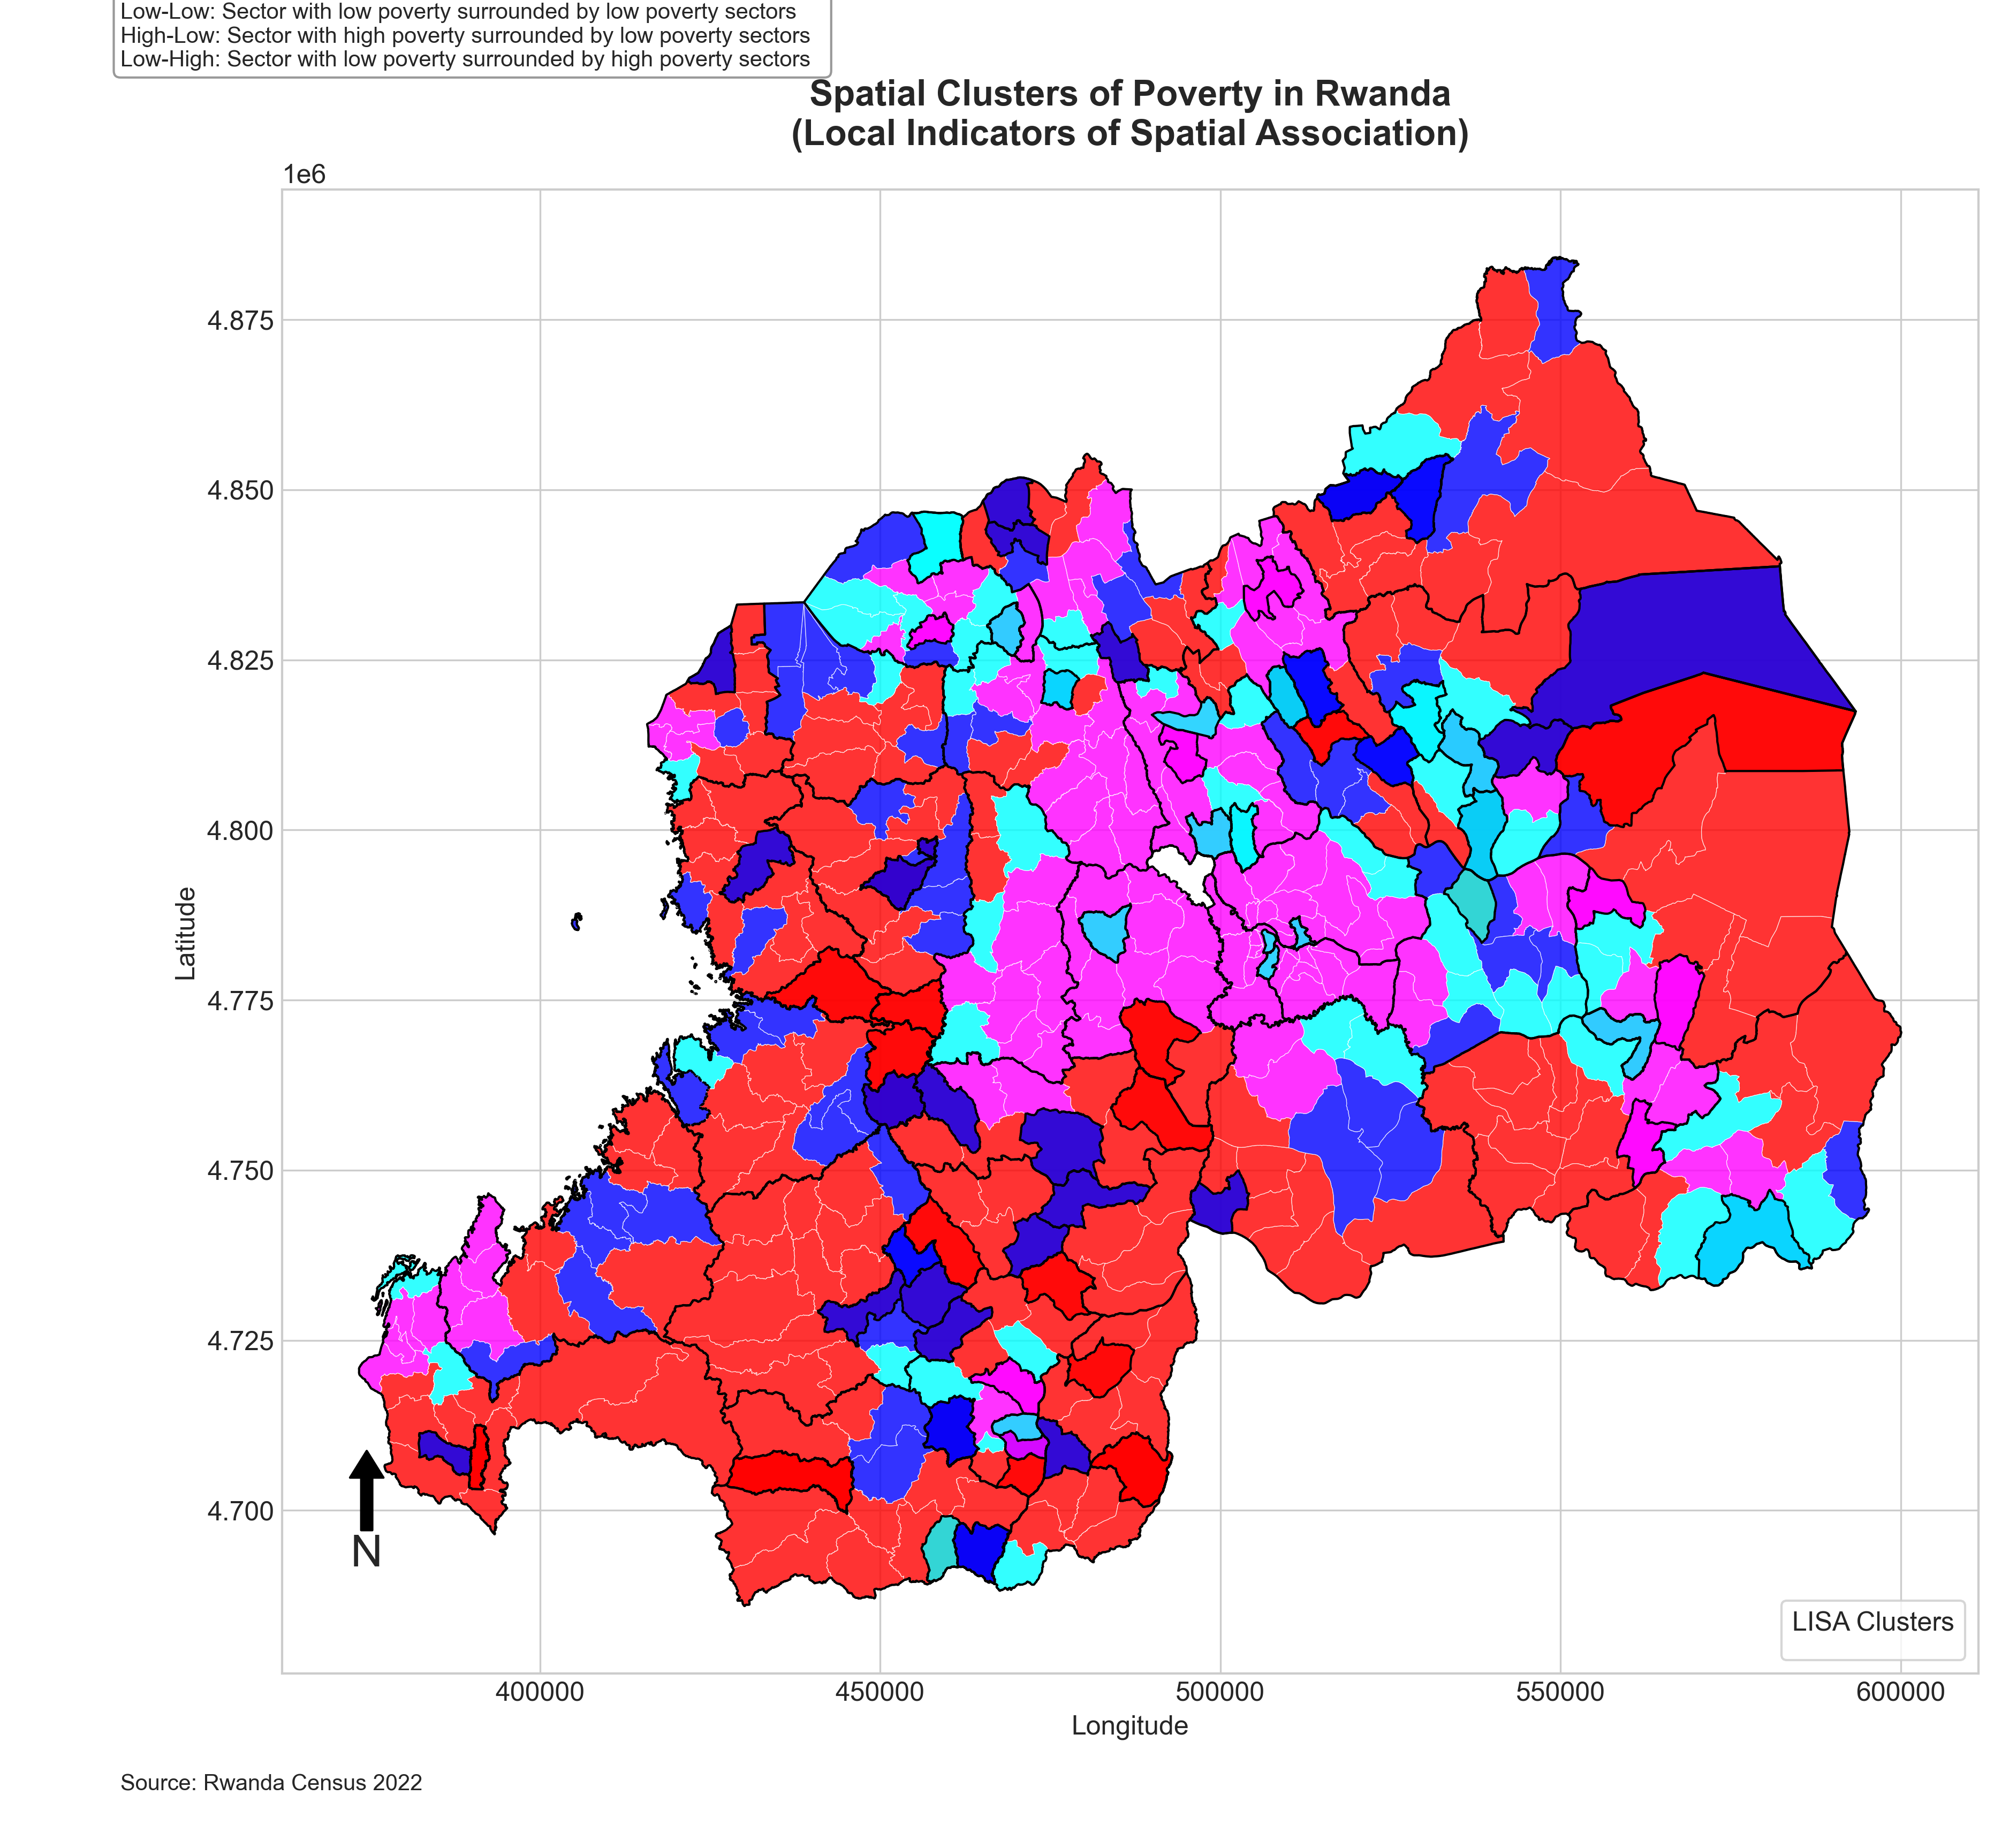 Low-Low: Sector with low poverty surrounded by low poverty sectors
High-Low: Sector with high poverty surrounded by low poverty sectors
Low-High: Sector with low poverty surrounded by high poverty sectors
Spatial Clusters of Poverty in Rwanda
(Local Indicators of Spatial Association)
1e6
4.875
4.850
4.825
4.800
4.775
4.750
4.725
4.700
Latitude
N
LISA Clusters
400000
450000
500000
550000
600000
Longitude
Source: Rwanda Census 2022